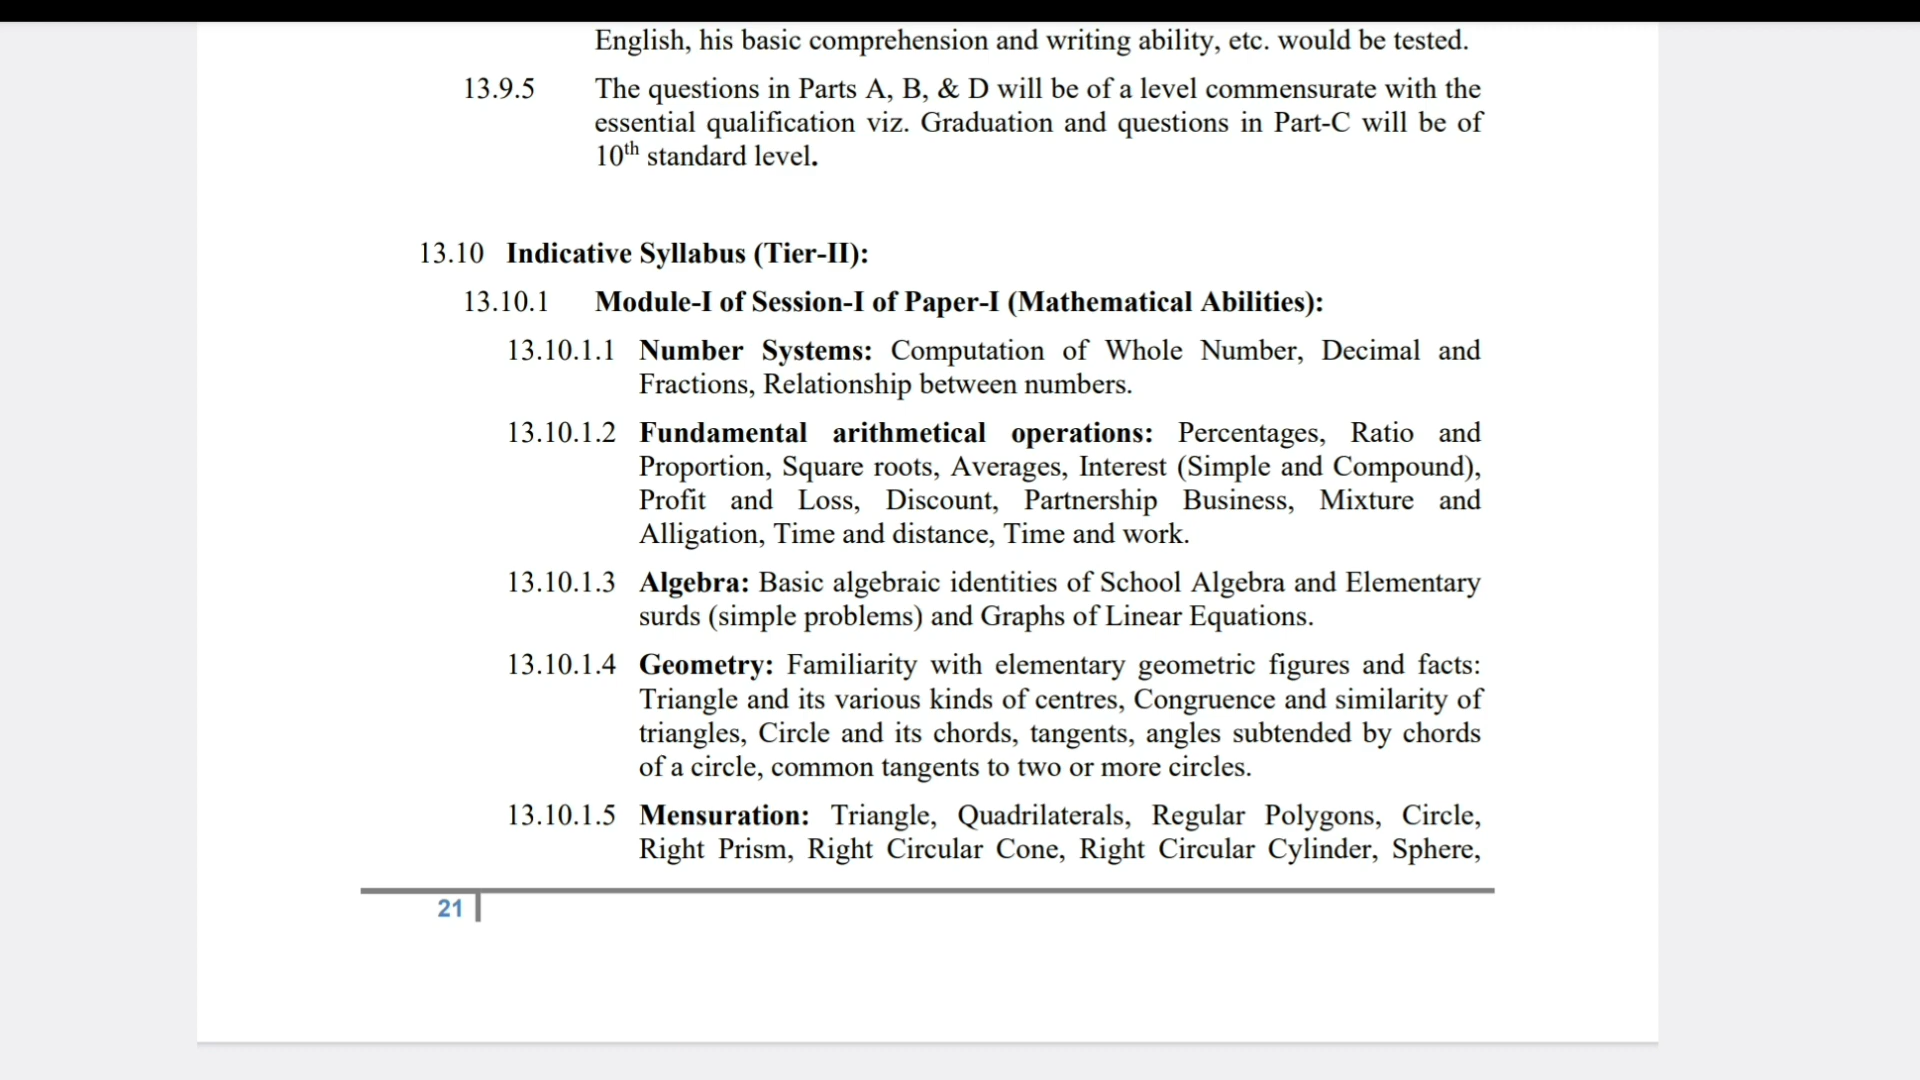 English, his basic comprehension and writing ability, etc. would be tested.
13.9.5 The questions in Parts A, B, & D will be of a level commensurate with the
essential qualification viz. Graduation and questions in Part-C will be of
10th standard level.
13.10 Indicative Syllabus (Tier-II):
13.10.1 Module-I of Session-I of Paper-I (Mathematical Abilities):
13.10.1.1 Number Systems: Computation of Whole Number, Decimal and
Fractions, Relationship between numbers.
13.10.1.2 Fundamental arithmetical operations: Percentages, Ratio and
Proportion, Square roots, Averages, Interest (Simple and Compound),
Profit and Loss, Discount, Partnership Business, Mixture and
Alligation, Time and distance, Time and work.
13.10.1.3 Algebra: Basic algebraic identities of School Algebra and Elementary
surds (simple problems) and Graphs of Linear Equations.
13.10.1.4 Geometry: Familiarity with elementary geometric figures and facts:
Triangle and its various kinds of centres, Congruence and similarity of
triangles, Circle and its chords, tangents, angles subtended by chords
of a circle, common tangents to two or more circles.
13.10.1.5 Mensuration: Triangle, Quadrilaterals, Regular Polygons, Circle,
Right Prism, Right Circular Cone, Right Circular Cylinder, Sphere,
21